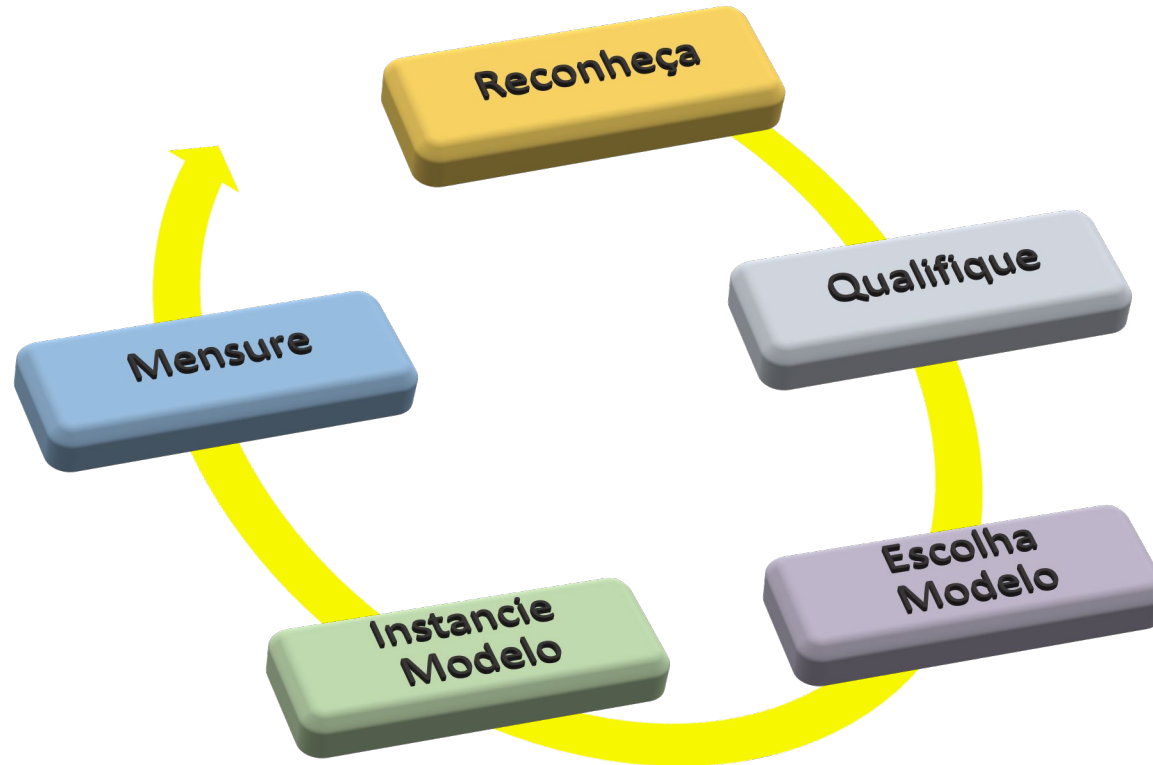 Reconheça
Qualifique
Escolha
Modelo
Instancie
Modelo
Mensure